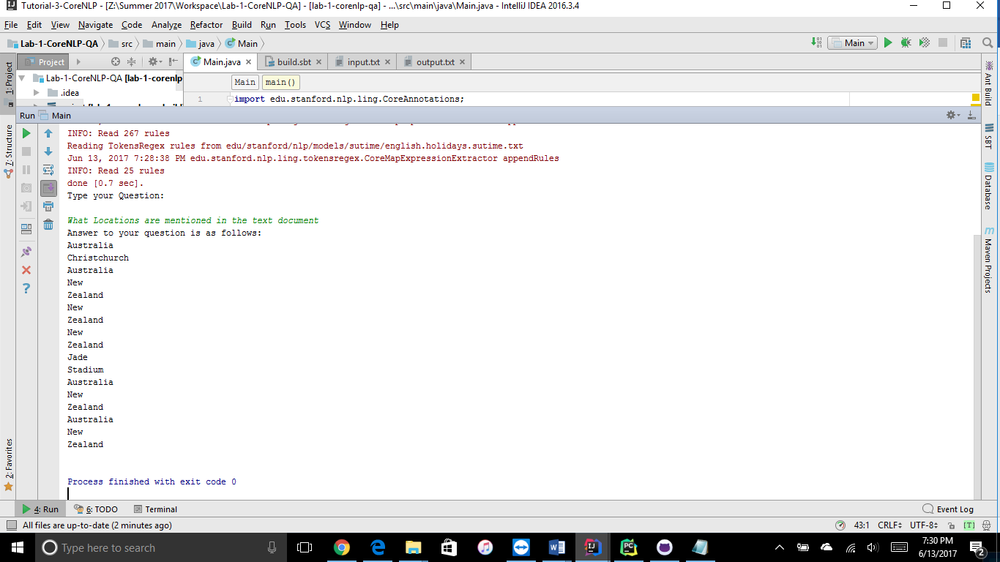 Tutorial-3-CoreNLP - [Z:\Summer 2017\Workspace\Lab-1-CoreNLP-QA] - [lab-1-corenlp-qa] - ...\src\main\java\Main.java - IntelliJ IDEA 2016.3.4
File Edit View Navigate Code Analyze Refactor Build Run Tools VCS Window Help
Lab-1-CoreNLP-QA src main java Main Main
1: Project Project Main.java build.sbt input.txt output.txt
Lab-1-CoreNLP-QA [lab-1-corenlp Main main()
.idea 1 import edu.stanford.nlp.ling.CoreAnnotations;
Run Main
INFO: Read 267 rules
Reading TokensRegex rules from edu/stanford/nlp/models/sutime/english.holidays.sutime.txt
Jun 13, 2017 7:28:38 PM edu.stanford.nlp.ling.tokensregex.CoreMapExpressionExtractor appendRules
INFO: Read 25 rules
done [0.7 sec].
Type your Question:
What Locations are mentioned in the text document
Answer to your question is as follows:
Australia
Christchurch
Australia
New
Zealand
New
Zealand
New
Zealand
Jade
Stadium
Australia
New
Zealand
Australia
New
Zealand
Process finished with exit code 0
7: Structure
2: Favorites
Ant Build
SBT
Database
Maven Projects
4: Run 6: TODO Terminal Event Log
All files are up-to-date (2 minutes ago) 43:1 CRLF UTF-8 [T]
Type here to search 7:30 PM
6/13/2017 2